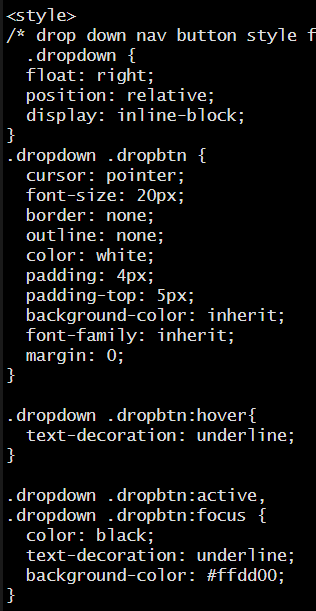 <style>
/* drop down nav button style f
.dropdown {
float: right;
position: relative;
display: inline-block;
}
.dropdown .dropbtn {
cursor: pointer;
font-size: 20px;
border: none;
outline: none;
color: white;
padding: 4px;
padding-top: 5px;
background-color: inherit;
font-family: inherit;
margin: 0;
}
.dropdown .dropbtn:hover{
text-decoration: underline;
}
.dropdown .dropbtn:active,
.dropdown .dropbtn:focus {
color: black;
text-decoration: underline;
background-color: #ffdd00;
}